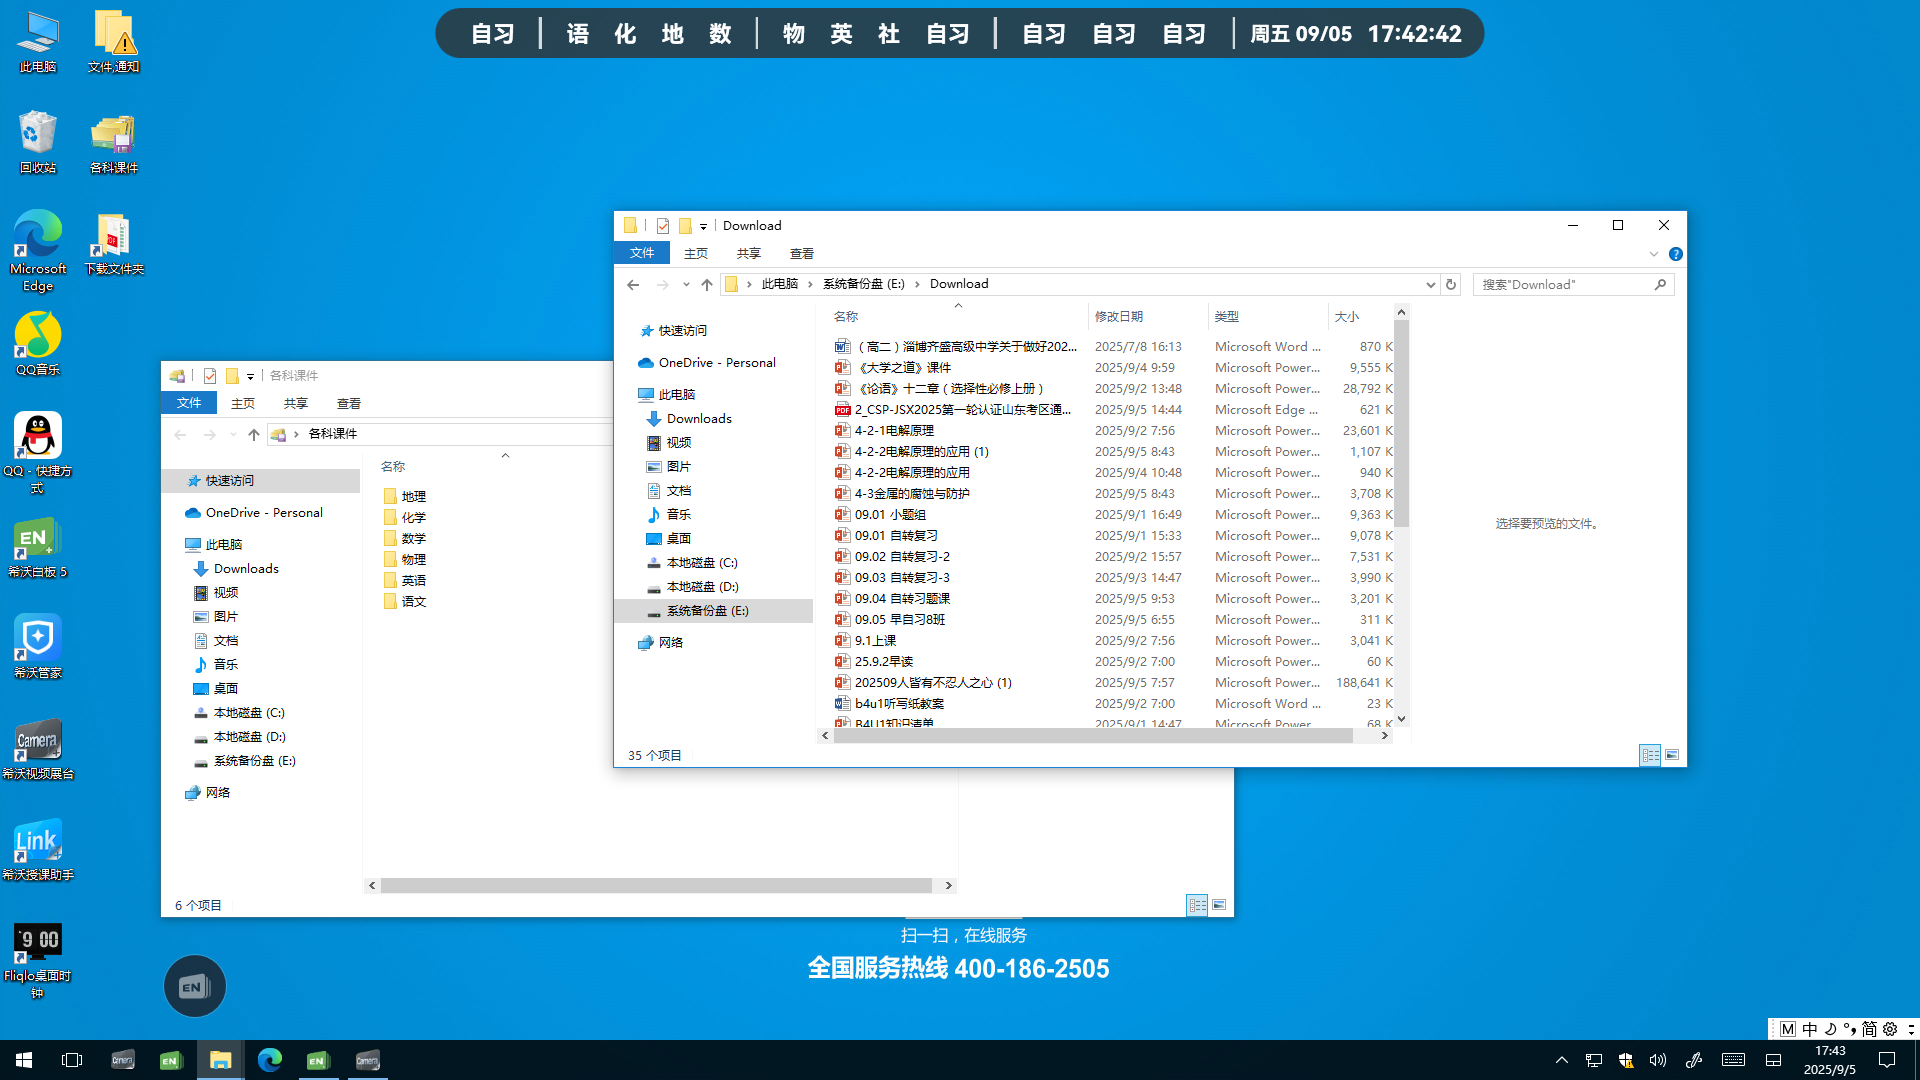 自习 | 语 化 地 数 | 物 英 社 自习 | 自习 自习 自习 | 周五 09/05 17:42:42
此电脑
文件,通知
回收站
各科课件
Microsoft Edge
下载文件夹
QQ音乐
QQ - 快捷方式
EN
希沃白板 5
希沃管家
Camera
希沃视频展台
Link
希沃授课助手
9 00
Fliqlo桌面时钟
EN
各科课件
文件 主页 共享 查看
各科课件
名称
快速访问
OneDrive - Personal
此电脑
Downloads
视频
图片
文档
音乐
桌面
本地磁盘 (C:)
本地磁盘 (D:)
系统备份盘 (E:)
网络
地理
化学
数学
物理
英语
语文
6 个项目
Download
文件 主页 共享 查看
此电脑 › 系统备份盘 (E:) › Download
搜索"Download"
快速访问
OneDrive - Personal
此电脑
Downloads
视频
图片
文档
音乐
桌面
本地磁盘 (C:)
本地磁盘 (D:)
系统备份盘 (E:)
网络
名称 修改日期 类型 大小
（高二）淄博齐盛高级中学关于做好202... 2025/7/8 16:13 Microsoft Word ... 870 K
《大学之道》课件 2025/9/4 9:59 Microsoft Power... 9,555 K
《论语》十二章（选择性必修上册） 2025/9/2 13:48 Microsoft Power... 28,792 K
2_CSP-JSX2025第一轮认证山东考区通... 2025/9/5 14:44 Microsoft Edge ... 621 K
4-2-1电解原理 2025/9/2 7:56 Microsoft Power... 23,601 K
4-2-2电解原理的应用 (1) 2025/9/5 8:43 Microsoft Power... 1,107 K
4-2-2电解原理的应用 2025/9/4 10:48 Microsoft Power... 940 K
4-3金属的腐蚀与防护 2025/9/5 8:43 Microsoft Power... 3,708 K
09.01 小题组 2025/9/1 16:49 Microsoft Power... 9,363 K
09.01 自转复习 2025/9/1 15:33 Microsoft Power... 9,078 K
09.02 自转复习-2 2025/9/2 15:57 Microsoft Power... 7,531 K
09.03 自转复习-3 2025/9/3 14:47 Microsoft Power... 3,990 K
09.04 自转习题课 2025/9/5 9:53 Microsoft Power... 3,201 K
09.05 早自习8班 2025/9/5 6:55 Microsoft Power... 311 K
9.1上课 2025/9/2 7:56 Microsoft Power... 3,041 K
25.9.2早读 2025/9/2 7:00 Microsoft Power... 60 K
202509人皆有不忍人之心 (1) 2025/9/5 7:57 Microsoft Power... 188,641 K
b4u1听写纸教案 2025/9/2 7:00 Microsoft Word ... 23 K
B4U1知识清单 2025/9/1 14:47 Microsoft Power... 68 K
选择要预览的文件。
35 个项目
扫一扫，在线服务
全国服务热线 400-186-2505
M 中 简
17:43
2025/9/5